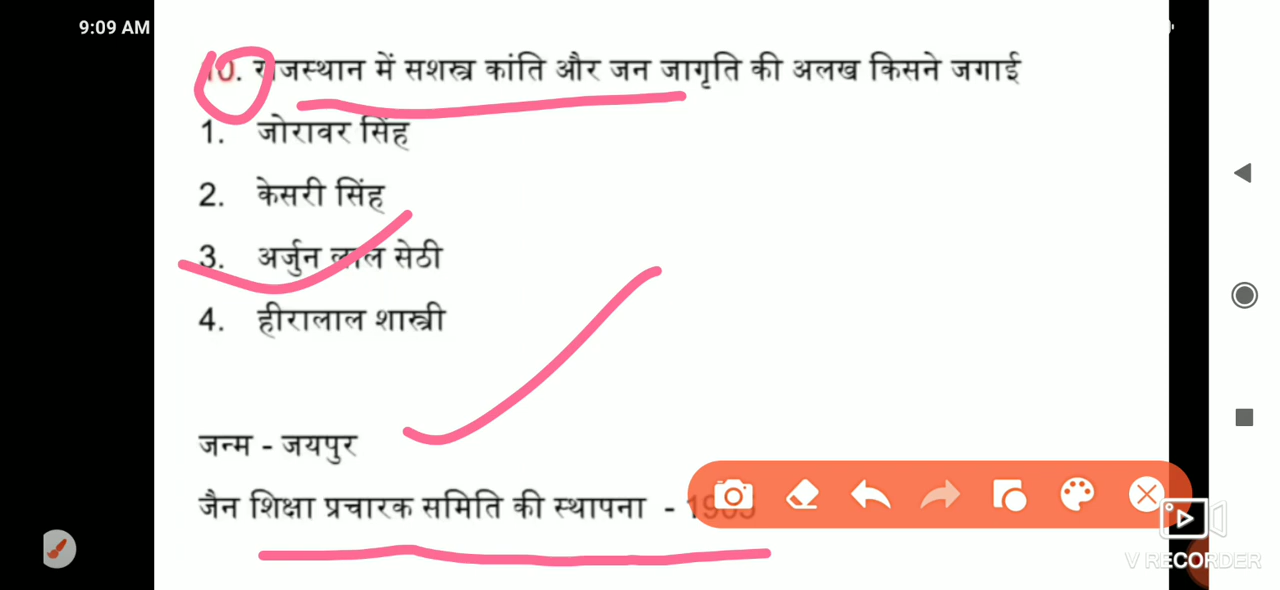 9:09 AM
10. राजस्थान में सशस्त्र कांति और जन जागृति की अलख किसने जगाई
1. जोरावर सिंह
2. केसरी सिंह
3. अर्जुन लाल सेठी
4. हीरालाल शास्त्री
जन्म - जयपुर
जैन शिक्षा प्रचारक समिति की स्थापना -
V RECORDER